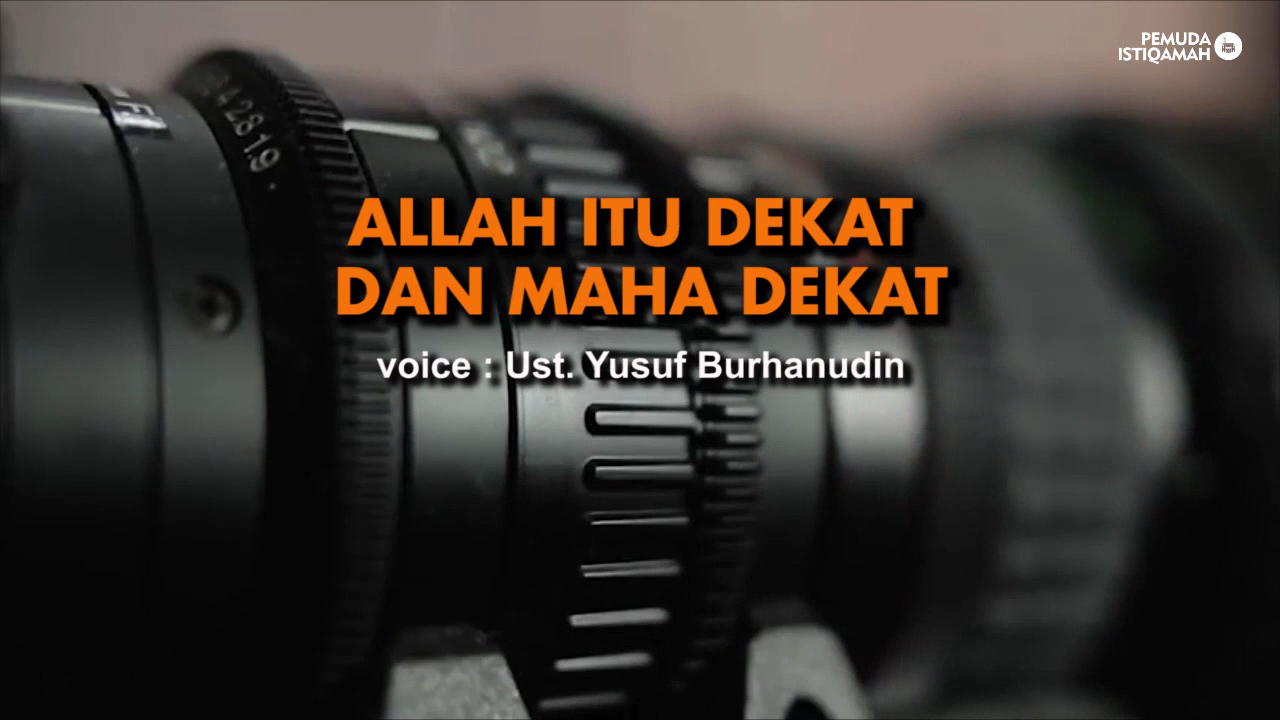 PEMUDA
ISTIQAMAH
ALLAH ITU DEKAT
DAN MAHA DEKAT
voice : Ust. Yusuf Burhanudin